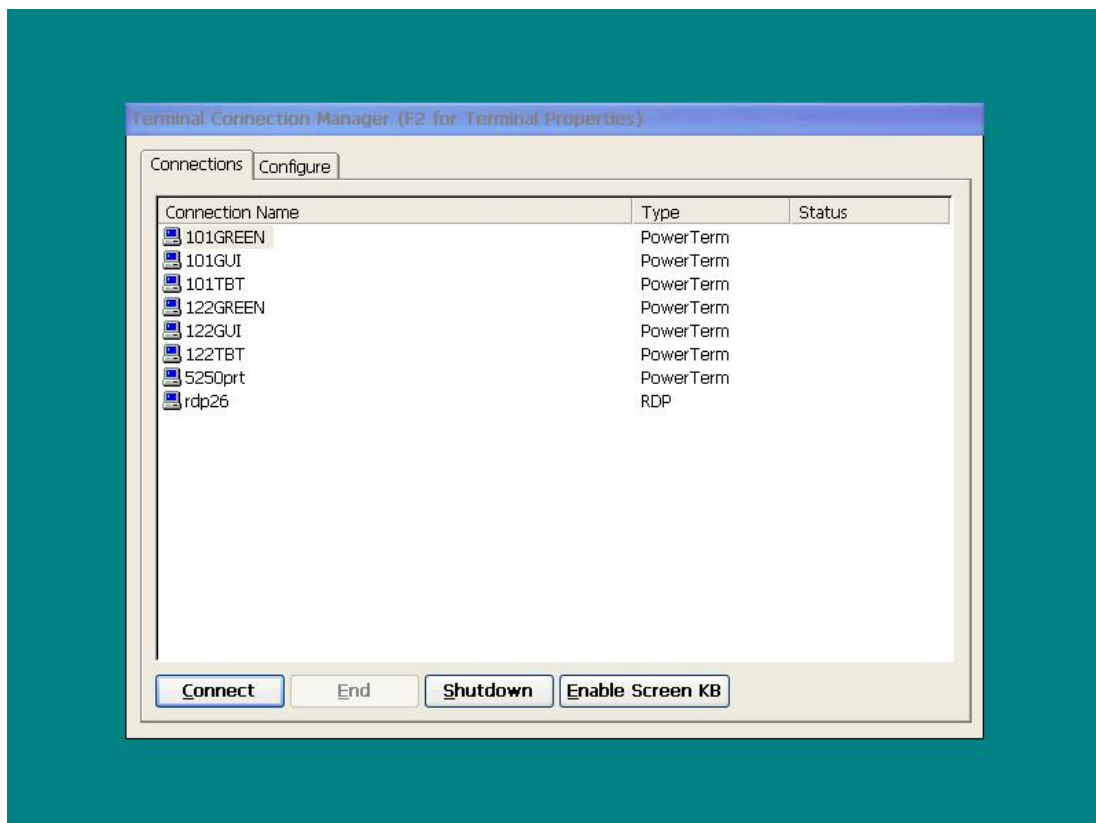 Terminal Connection Manager (F2 for Terminal Properties)
Connections Configure
Connection Name Type Status
101GREEN PowerTerm
101GUI PowerTerm
101TBT PowerTerm
122GREEN PowerTerm
122GUI PowerTerm
122TBT PowerTerm
5250prt PowerTerm
rdp26 RDP
Connect End Shutdown Enable Screen KB